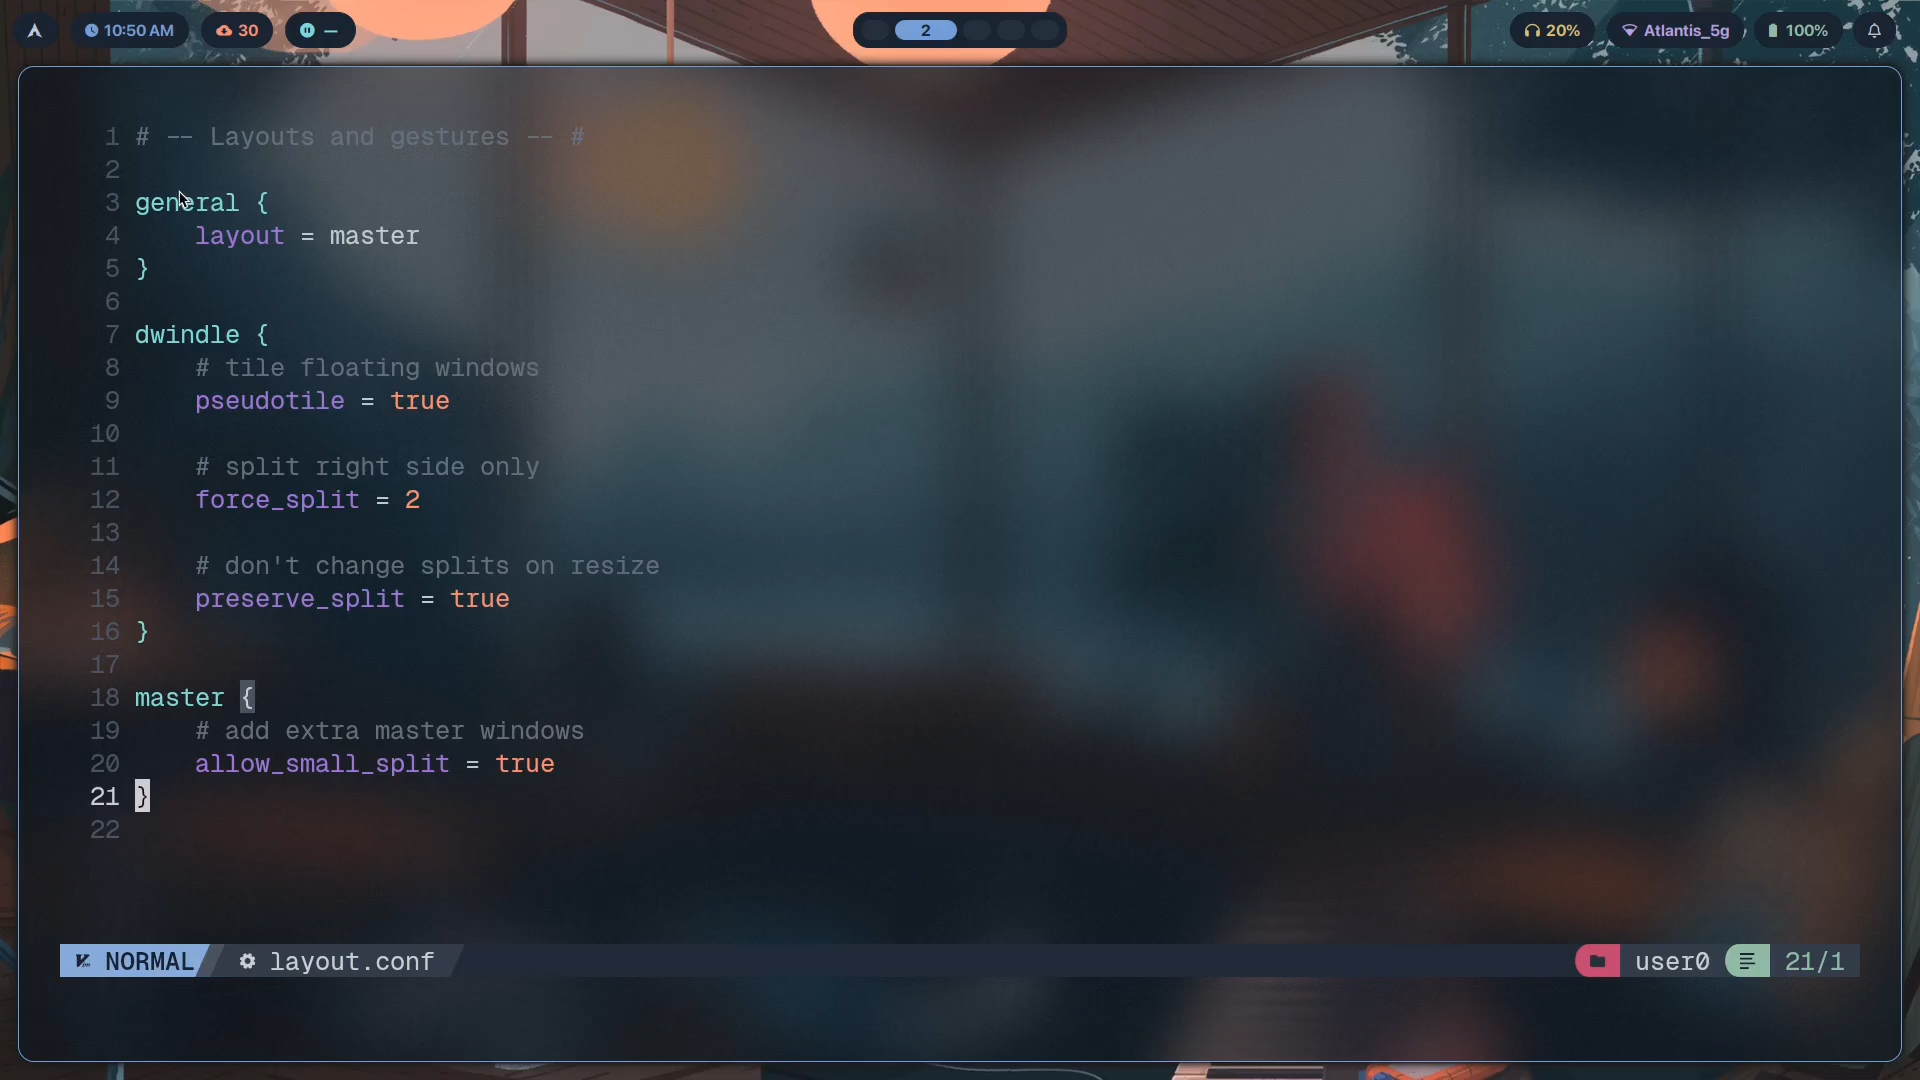 10:50 AM
30
2
20%
Atlantis_5g
100%
1 # -- Layouts and gestures -- #
2
3 general {
4     layout = master
5 }
6
7 dwindle {
8     # tile floating windows
9     pseudotile = true
10
11     # split right side only
12     force_split = 2
13
14     # don't change splits on resize
15     preserve_split = true
16 }
17
18 master {
19     # add extra master windows
20     allow_small_split = true
21 }
22
NORMAL layout.conf user0 21/1